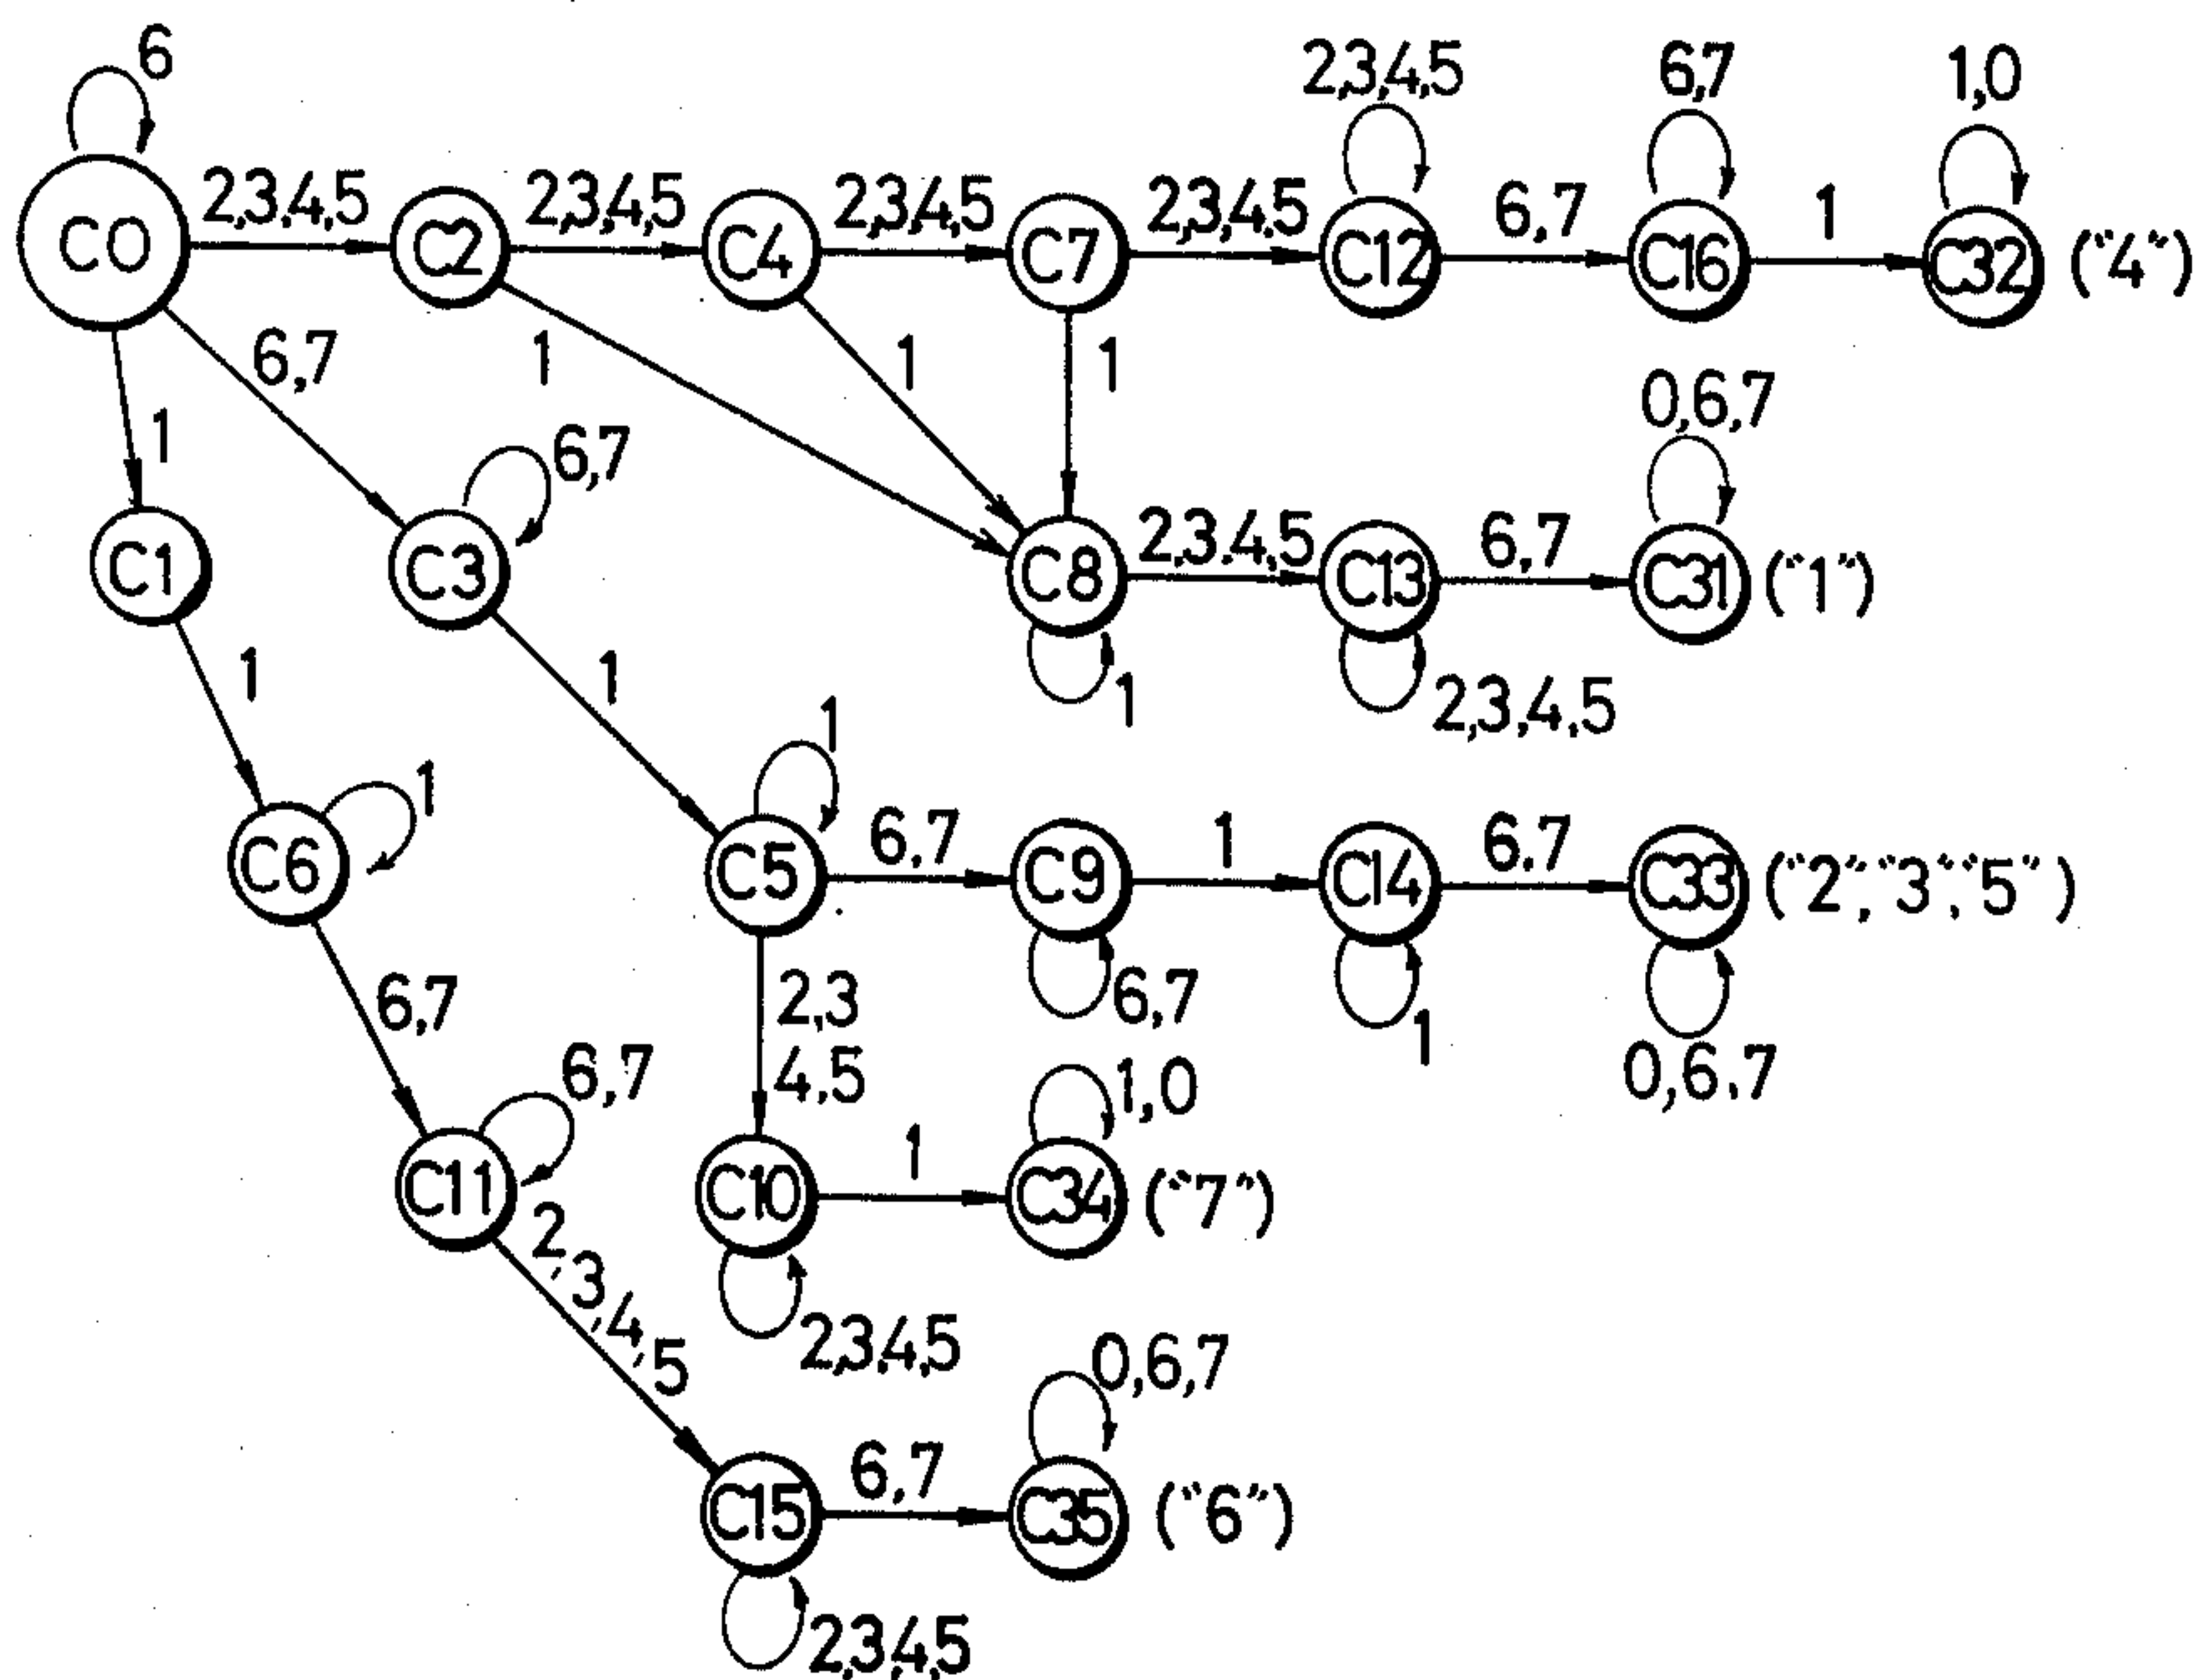 6
2,3,4,5
6,7
1,0
C0
2,3,4,5
C2
2,3,4,5
C4
2,3,4,5
C7
2,3,4,5
C12
6,7
C16
1
C32
("4")
6,7
1
1
1
1
0,6,7
C1
C3
6,7
C8
2,3,4,5
C13
6,7
C31
("1")
1
1
1
2,3,4,5
C6
1
1
C5
6,7
C9
1
C14
6,7
C33
("2";"3";"5")
6,7
2,3
4,5
6,7
1
0,6,7
C11
6,7
C10
1
C34
1,0
("7")
2,3,4,5
2,3,4,5
C15
6,7
C35
0,6,7
("6")
2,3,4,5